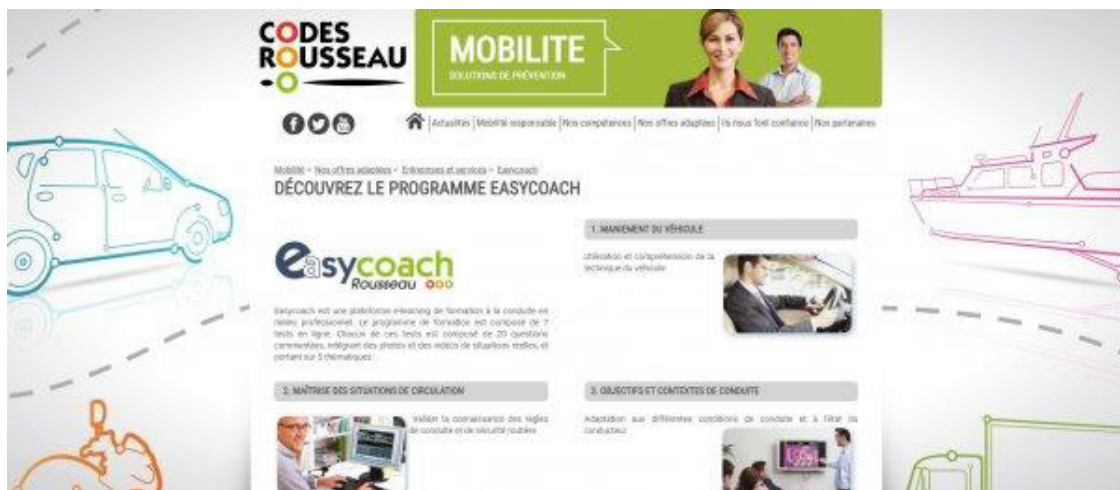 CODES
ROUSSEAU
MOBILITE
SOLUTIONS DE PRÉVENTION
Actualités | Mobilité responsable | Nos compétences | Nos offres adaptées | Ils nous font confiance | Nos partenaires
Mobilité > Nos offres adaptées > Entreprises et services > Easycoach
DÉCOUVREZ LE PROGRAMME EASYCOACH
easycoach
Rousseau
Easycoach est une plateforme e-learning de formation à la conduite en
milieu professionnel. Le programme de formation est composé de 7
tests en ligne. Chacun de ces tests est composé de 20 questions
commentées, intégrant des photos et des vidéos de situations réelles, et
portant sur 5 thématiques
1. MANIEMENT DU VÉHICULE
Utilisation et compréhension de la
technique du véhicule
2. MAÎTRISE DES SITUATIONS DE CIRCULATION
Valider la connaissance des règles
de conduite et de sécurité routière
3. OBJECTIFS ET CONTEXTES DE CONDUITE
Adaptation aux différentes conditions de conduite et à l'état du
conducteur